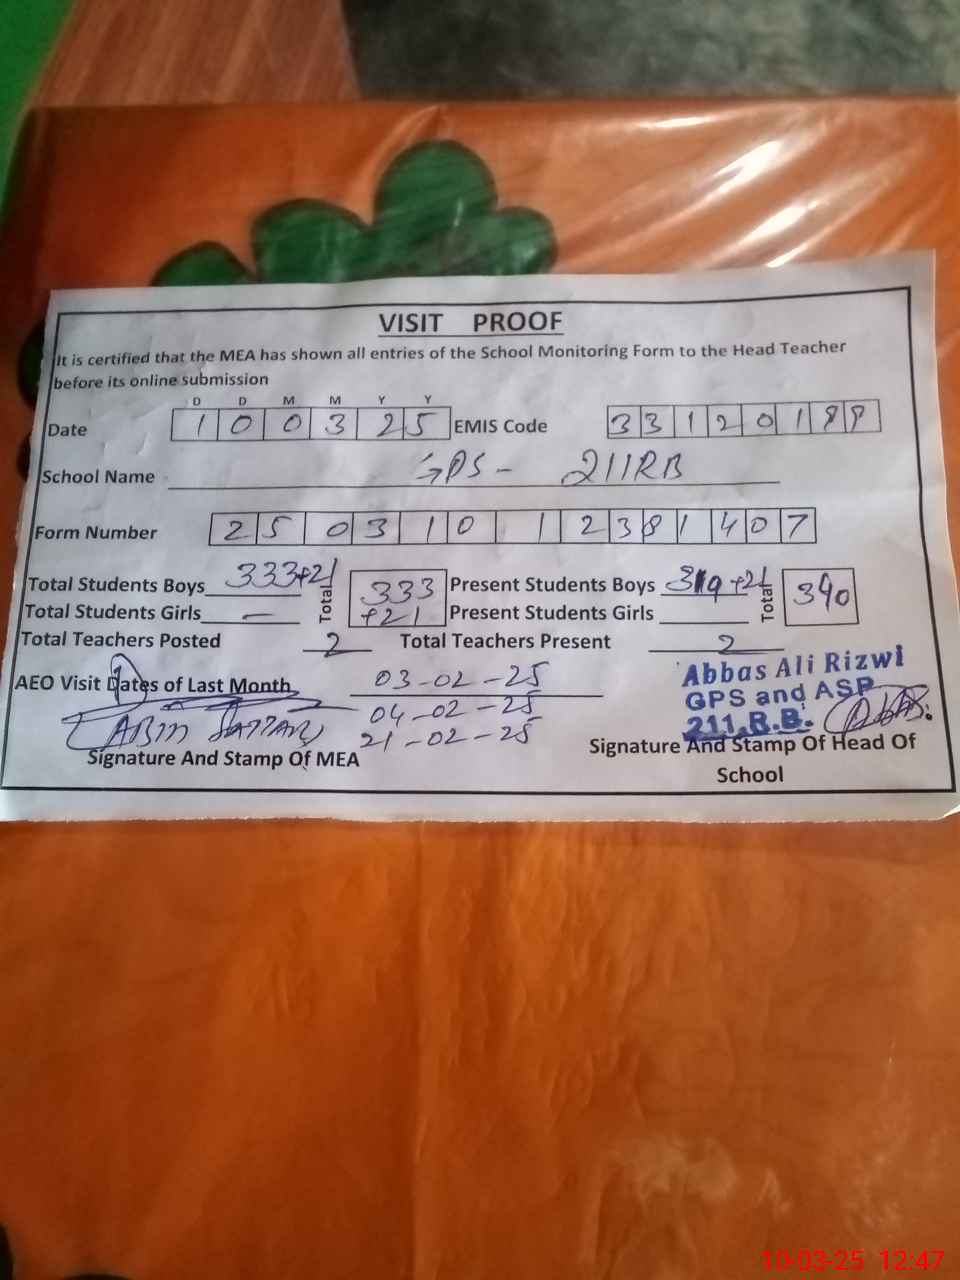 VISIT PROOF
It is certified that the MEA has shown all entries of the School Monitoring Form to the Head Teacher
before its online submission
D D M M Y Y
Date 1 0 0 3 2 5 EMIS Code 3 3 1 2 0 1 8 9
School Name GPS - 211RB
Form Number 2 5 0 3 1 0 1 2 3 8 1 4 0 7
Total Students Boys 333+21 Total 333 +21 Present Students Boys 319+21 Total 340
Total Students Girls — Present Students Girls
Total Teachers Posted 2 Total Teachers Present 2
AEO Visit Dates of Last Month 03-02-25
04-02-25
21-02-25
Abbas Ali Rizwi
GPS and ASP
211.R.B.
Signature And Stamp Of MEA
Signature And Stamp Of Head Of
School
10-03-25 12:47